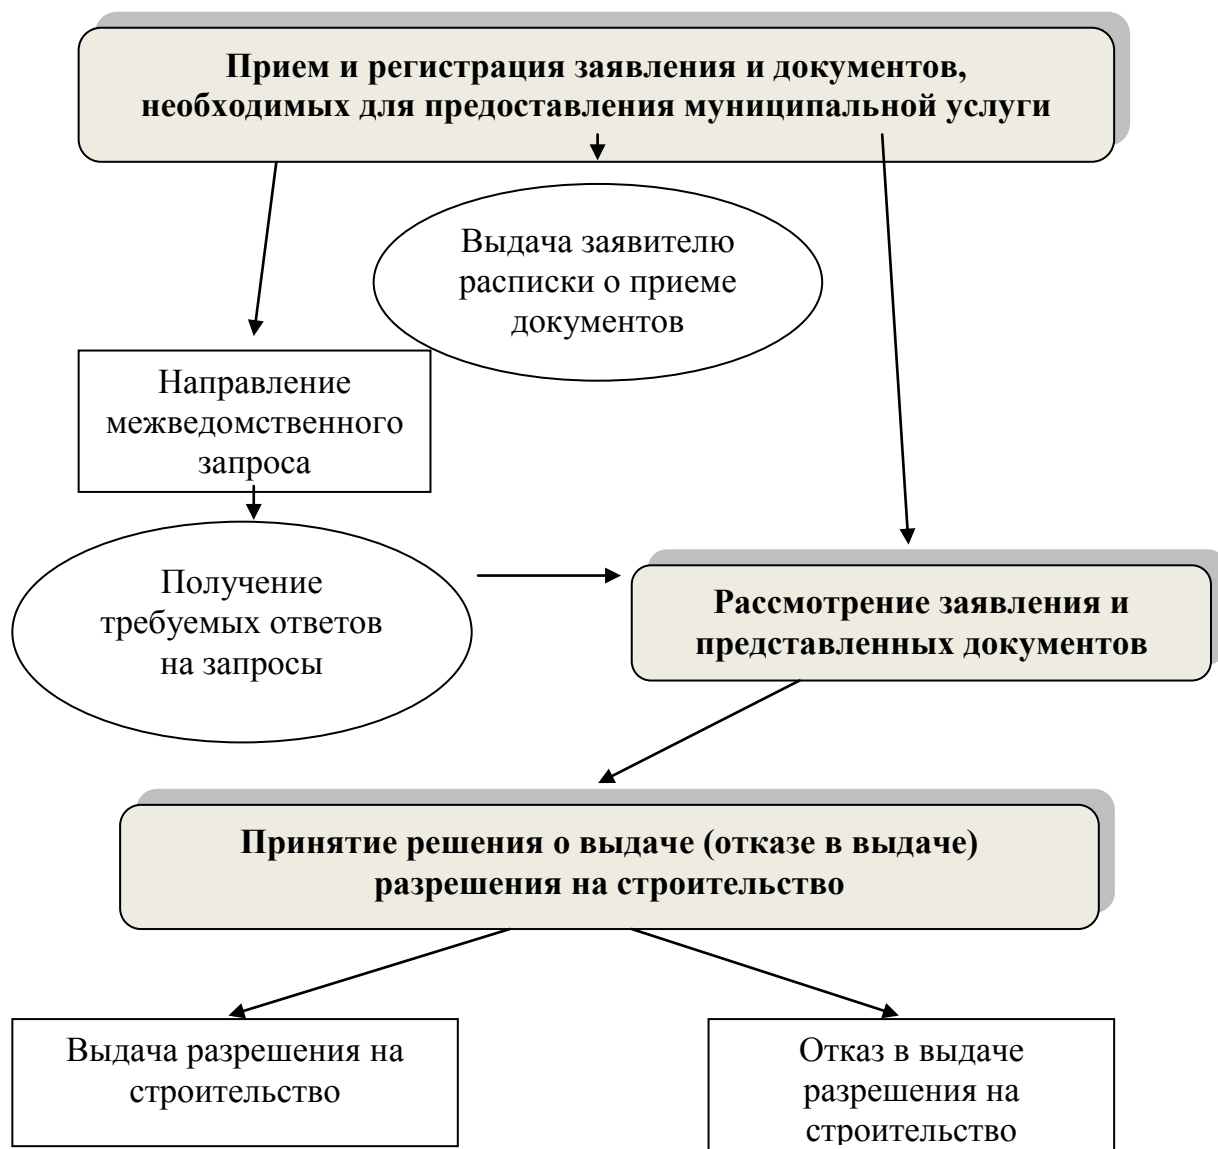 Прием и регистрация заявления и документов,
необходимых для предоставления муниципальной услуги
Выдача заявителю
расписки о приеме
документов
Направление
межведомственного
запроса
Получение
требуемых ответов
на запросы
Рассмотрение заявления и
представленных документов
Принятие решения о выдаче (отказе в выдаче)
разрешения на строительство
Выдача разрешения на
строительство
Отказ в выдаче
разрешения на
строительство